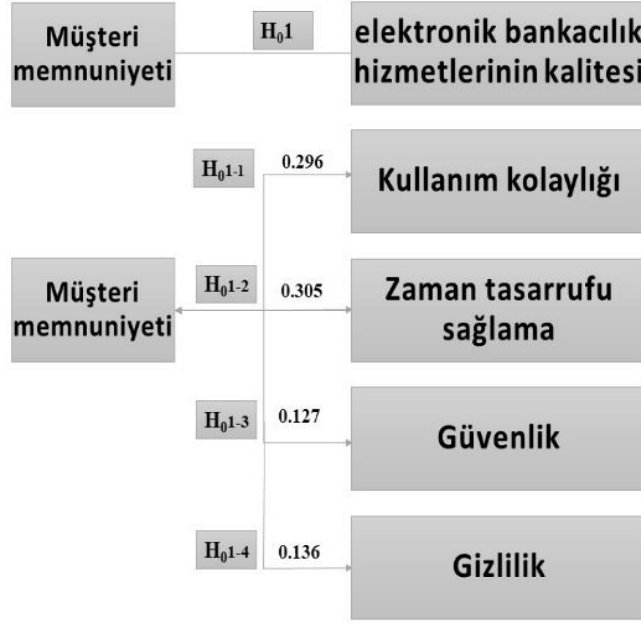 Müşteri
memnuniyeti
H₀1
elektronik bankacılık
hizmetlerinin kalitesi
H₀1-1
0.296
Kullanım kolaylığı
Müşteri
memnuniyeti
H₀1-2
0.305
Zaman tasarrufu
sağlama
H₀1-3
0.127
Güvenlik
H₀1-4
0.136
Gizlilik